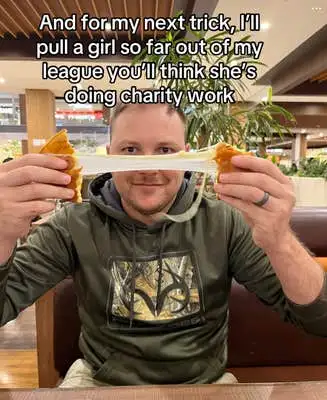 And for my next trick, I'll
pull a girl so far out of my
league you'll think she's
doing charity work